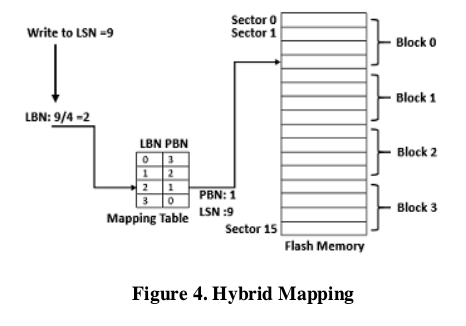 Write to LSN =9
LBN: 9/4 =2
LBN PBN
0 3
1 2
2 1
3 0
Mapping Table
PBN: 1
LSN :9
Sector 0
Sector 1
Sector 15
Block 0
Block 1
Block 2
Block 3
Flash Memory
Figure 4. Hybrid Mapping